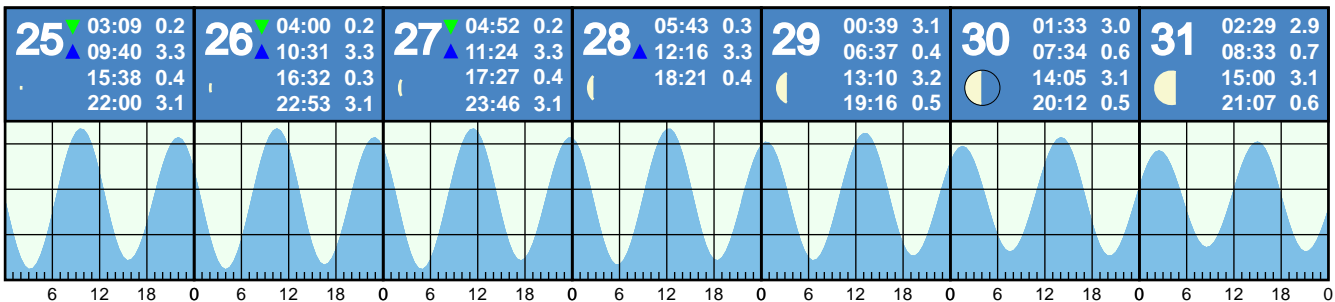 25 ▼ 03:09 0.2
▲ 09:40 3.3
15:38 0.4
22:00 3.1
26 ▼ 04:00 0.2
▲ 10:31 3.3
16:32 0.3
22:53 3.1
27 ▼ 04:52 0.2
▲ 11:24 3.3
17:27 0.4
23:46 3.1
28 05:43 0.3
▲ 12:16 3.3
18:21 0.4
29 00:39 3.1
06:37 0.4
13:10 3.2
19:16 0.5
30 01:33 3.0
07:34 0.6
14:05 3.1
20:12 0.5
31 02:29 2.9
08:33 0.7
15:00 3.1
21:07 0.6
6 12 18 0 6 12 18 0 6 12 18 0 6 12 18 0 6 12 18 0 6 12 18 0 6 12 18 0